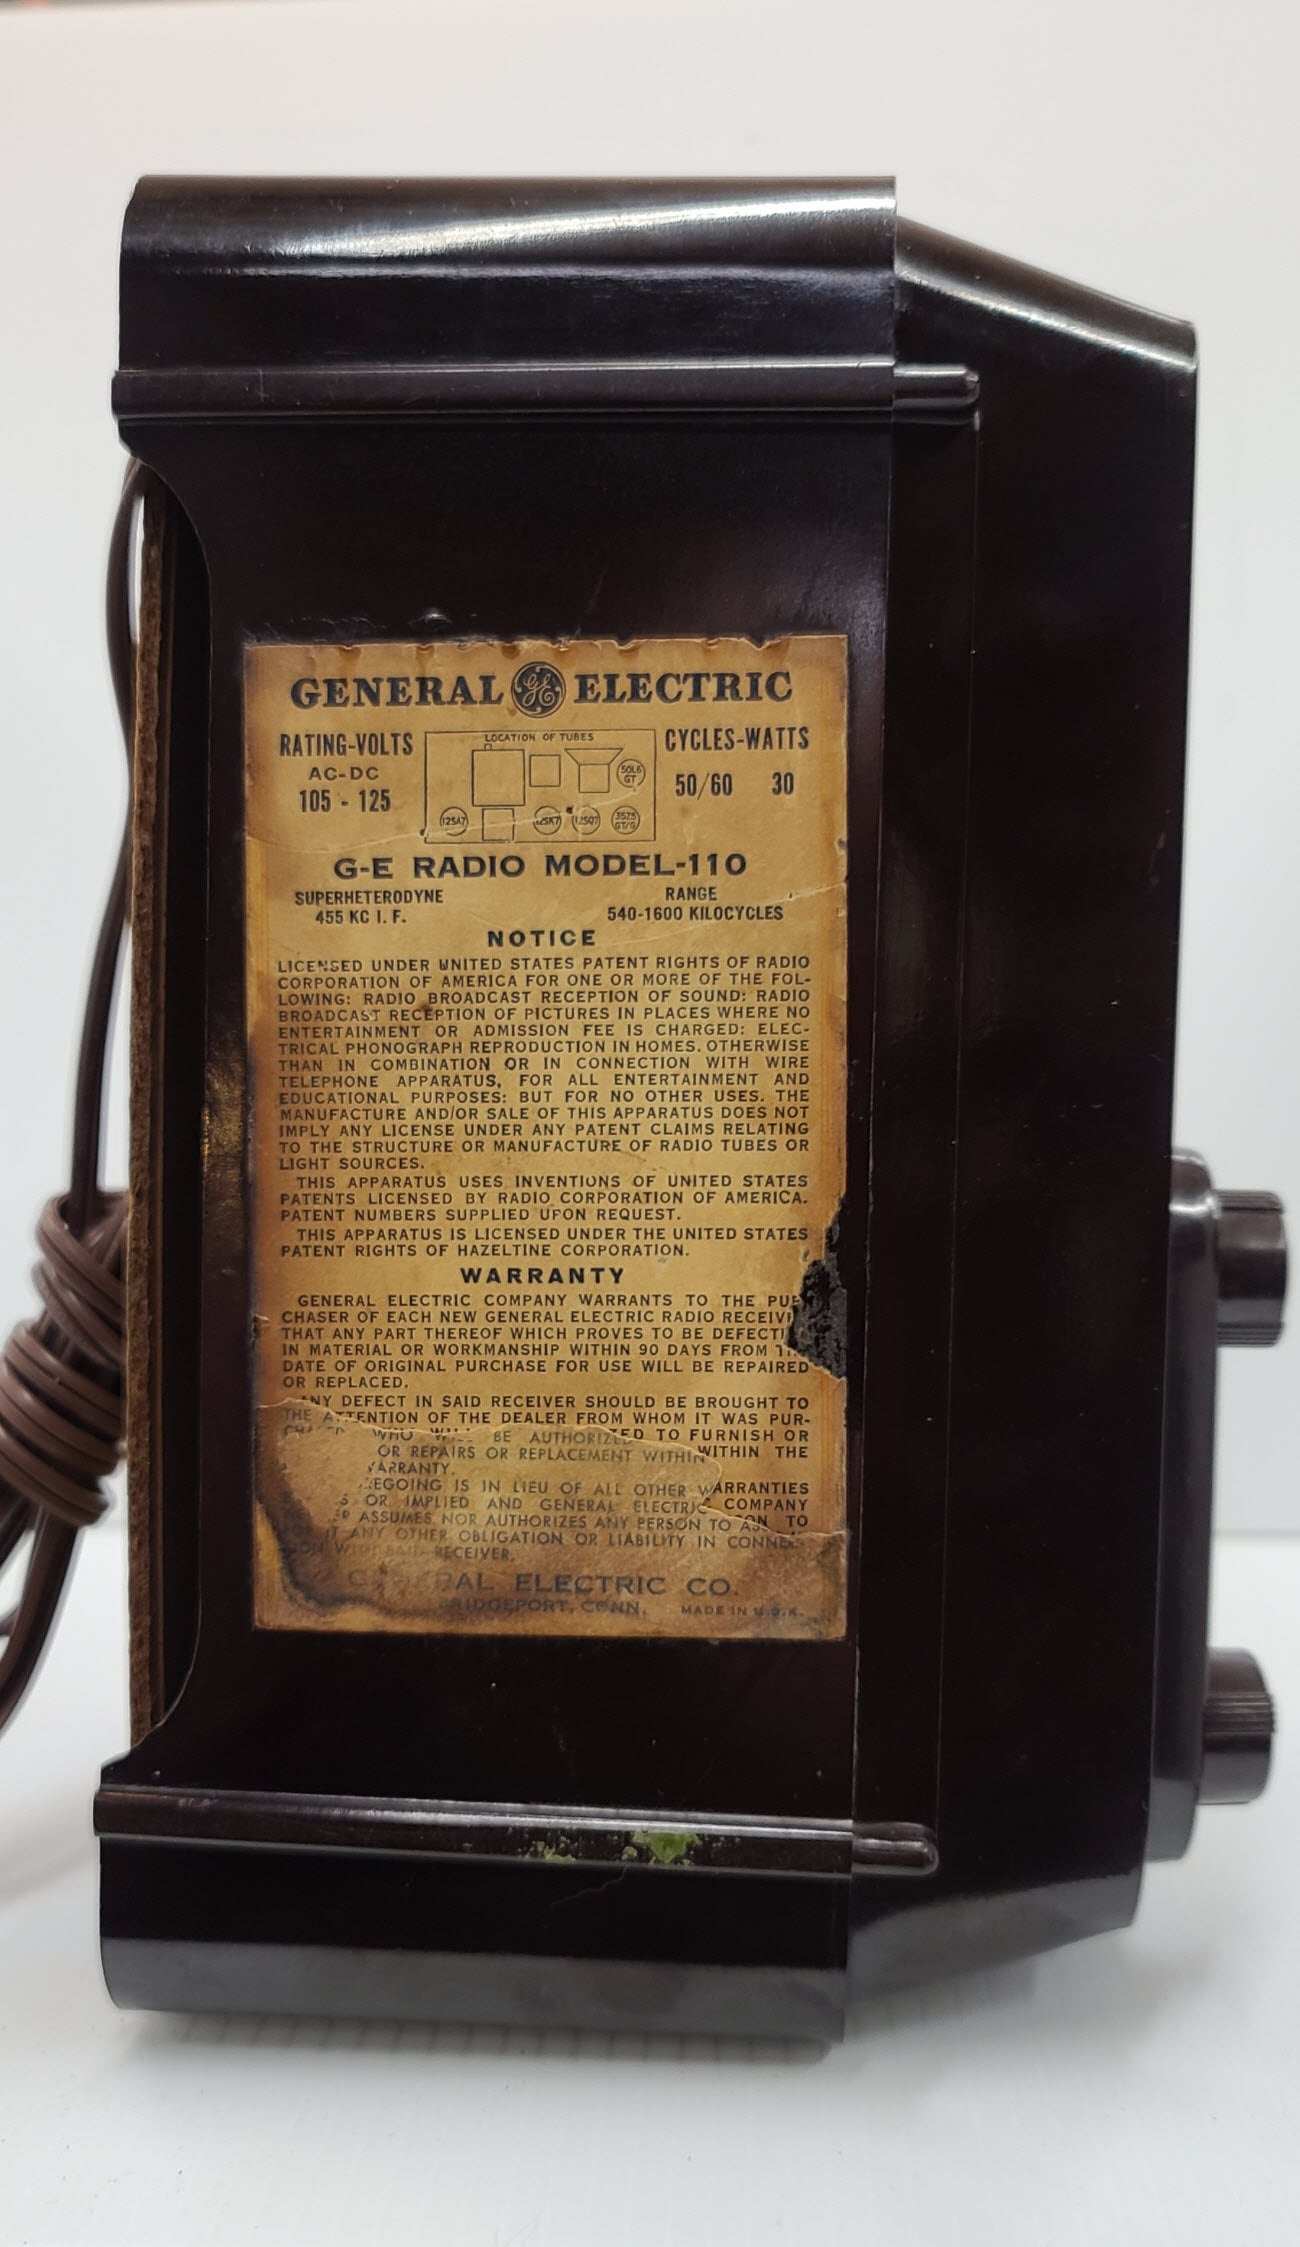 GENERAL GE ELECTRIC
RATING-VOLTS
AC-DC
105 - 125
LOCATION OF TUBES
50L6 GT
12SA7
12SK7
12SQ7
35Z5 GT/G
CYCLES-WATTS
50/60 30
G-E RADIO MODEL-110
SUPERHETERODYNE
455 KC I. F.
RANGE
540-1600 KILOCYCLES
NOTICE
LICENSED UNDER UNITED STATES PATENT RIGHTS OF RADIO
CORPORATION OF AMERICA FOR ONE OR MORE OF THE FOL-
LOWING: RADIO BROADCAST RECEPTION OF SOUND: RADIO
BROADCAST RECEPTION OF PICTURES IN PLACES WHERE NO
ENTERTAINMENT OR ADMISSION FEE IS CHARGED: ELEC-
TRICAL PHONOGRAPH REPRODUCTION IN HOMES. OTHERWISE
THAN IN COMBINATION OR IN CONNECTION WITH WIRE
TELEPHONE APPARATUS, FOR ALL ENTERTAINMENT AND
EDUCATIONAL PURPOSES: BUT FOR NO OTHER USES. THE
MANUFACTURE AND/OR SALE OF THIS APPARATUS DOES NOT
IMPLY ANY LICENSE UNDER ANY PATENT CLAIMS RELATING
TO THE STRUCTURE OR MANUFACTURE OF RADIO TUBES OR
LIGHT SOURCES.
THIS APPARATUS USES INVENTIONS OF UNITED STATES
PATENTS LICENSED BY RADIO CORPORATION OF AMERICA.
PATENT NUMBERS SUPPLIED UPON REQUEST.
THIS APPARATUS IS LICENSED UNDER THE UNITED STATES
PATENT RIGHTS OF HAZELTINE CORPORATION.
WARRANTY
GENERAL ELECTRIC COMPANY WARRANTS TO THE PU
CHASER OF EACH NEW GENERAL ELECTRIC RADIO RECEIV
THAT ANY PART THEREOF WHICH PROVES TO BE DEFECTI
IN MATERIAL OR WORKMANSHIP WITHIN 90 DAYS FROM
DATE OF ORIGINAL PURCHASE FOR USE WILL BE REPAIRED
OR REPLACED.
ANY DEFECT IN SAID RECEIVER SHOULD BE BROUGHT TO
THE ATTENTION OF THE DEALER FROM WHOM IT WAS PUR-
WHO WILL BE AUTHORIZED TO FURNISH OR
OR REPAIRS OR REPLACEMENT WITHIN WITHIN THE
WARRANTY.
EGOING IS IN LIEU OF ALL OTHER WARRANTIES
OR IMPLIED AND GENERAL ELECTRIC COMPANY
ASSUMES NOR AUTHORIZES ANY PERSON TO
ANY OTHER OBLIGATION OR LIABILITY IN CONNEC
SAID RECEIVER.
GENERAL ELECTRIC CO.
BRIDGEPORT, CONN. MADE IN U.S.A.